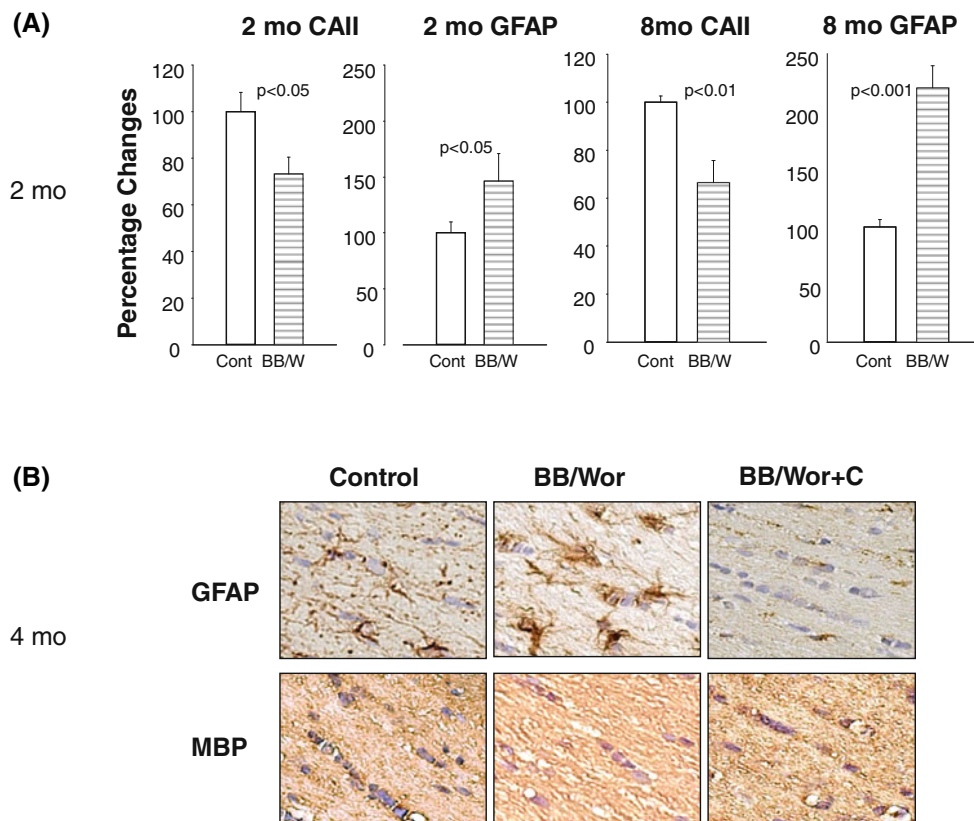 (A)
2 mo CAII
2 mo GFAP
8mo CAII
8 mo GFAP
2 mo
Percentage Changes
120
100
80
60
40
20
0
p<0.05
Cont BB/W
250
200
150
100
50
0
p<0.05
Cont BB/W
120
100
80
60
40
20
0
p<0.01
Cont BB/W
250
200
150
100
50
0
p<0.001
Cont BB/W
(B)
Control
BB/Wor
BB/Wor+C
4 mo
GFAP
MBP